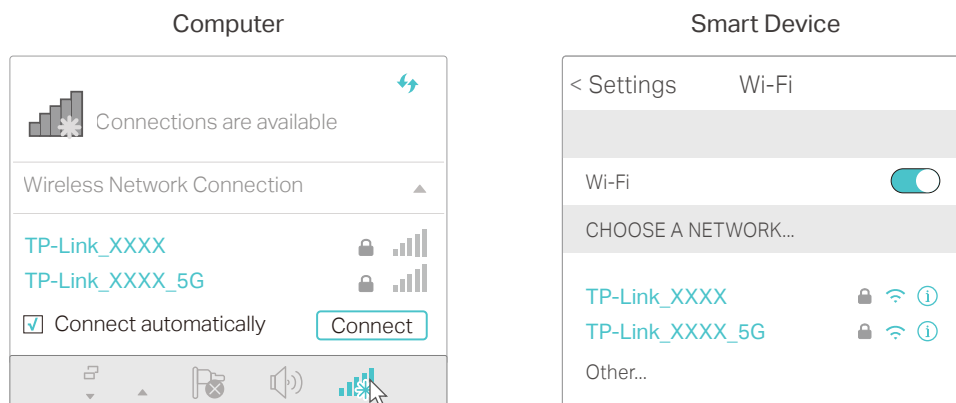 Computer
Connections are available
Wireless Network Connection
TP-Link_XXXX
TP-Link_XXXX_5G
Connect automatically
Connect
Smart Device
< Settings
Wi-Fi
Wi-Fi
CHOOSE A NETWORK...
TP-Link_XXXX
TP-Link_XXXX_5G
Other...